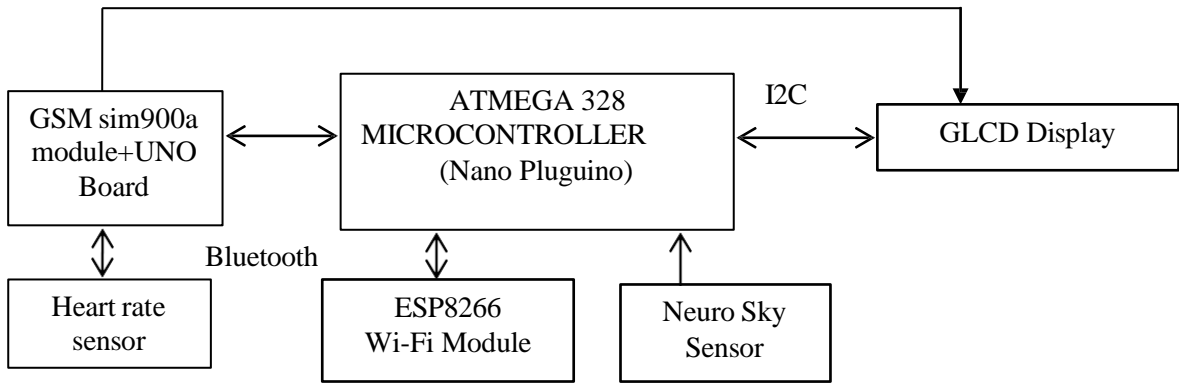 GSM sim900a
module+UNO
Board
ATMEGA 328
MICROCONTROLLER
(Nano Pluguino)
I2C
GLCD Display
Bluetooth
Heart rate
sensor
ESP8266
Wi-Fi Module
Neuro Sky
Sensor